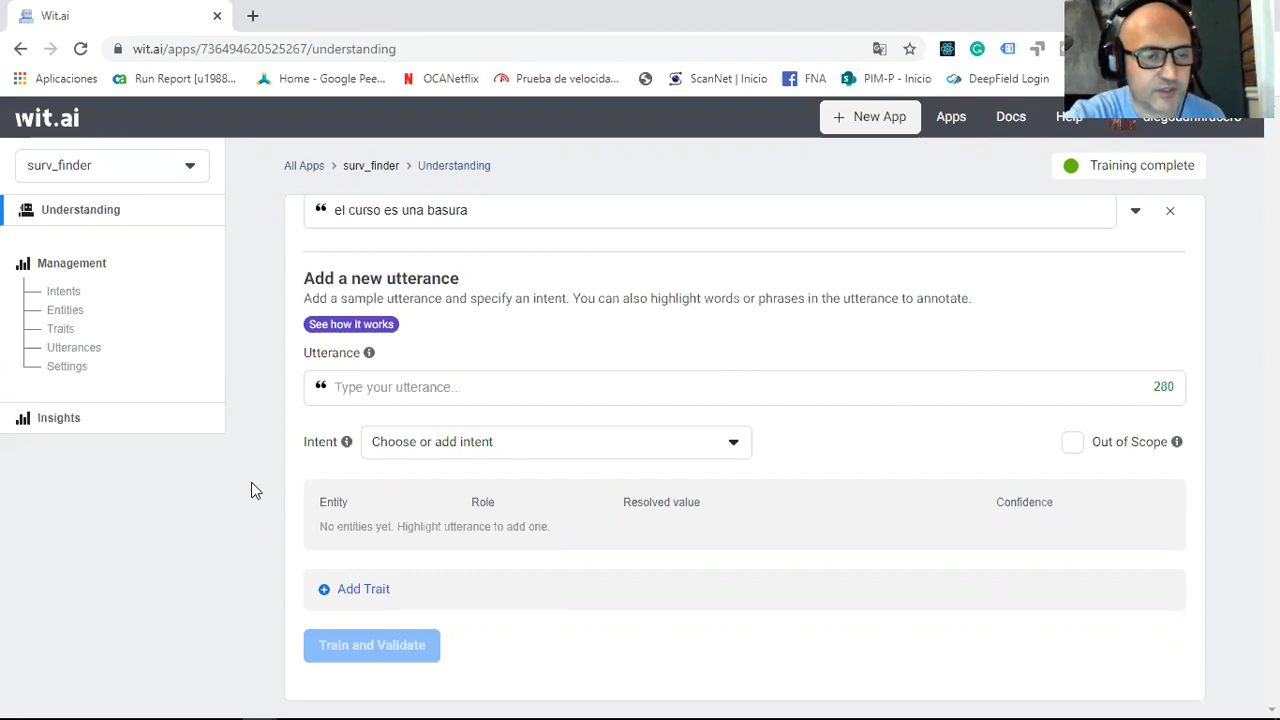 Wit.ai
wit.ai/apps/736494620525267/understanding
Aplicaciones
Run Report [u1988...
Home - Google Pee...
OCANetflix
Prueba de velocida...
ScanNet | Inicio
FNA
PIM-R - Inicio
DeepField Login
wit.ai
+ New App
Apps
Docs
Help
surv_finder
All Apps > surv_finder > Understanding
Training complete
Understanding
Management
Intents
Entities
Traits
Utterances
Settings
Insights
❝ el curso es una basura
Add a new utterance
Add a sample utterance and specify an intent. You can also highlight words or phrases in the utterance to annotate.
See how it works
Utterance
❝ Type your utterance...
280
Intent
Choose or add intent
Out of Scope
Entity Role Resolved value Confidence
No entities yet. Highlight utterance to add one.
Add Trait
Train and Validate